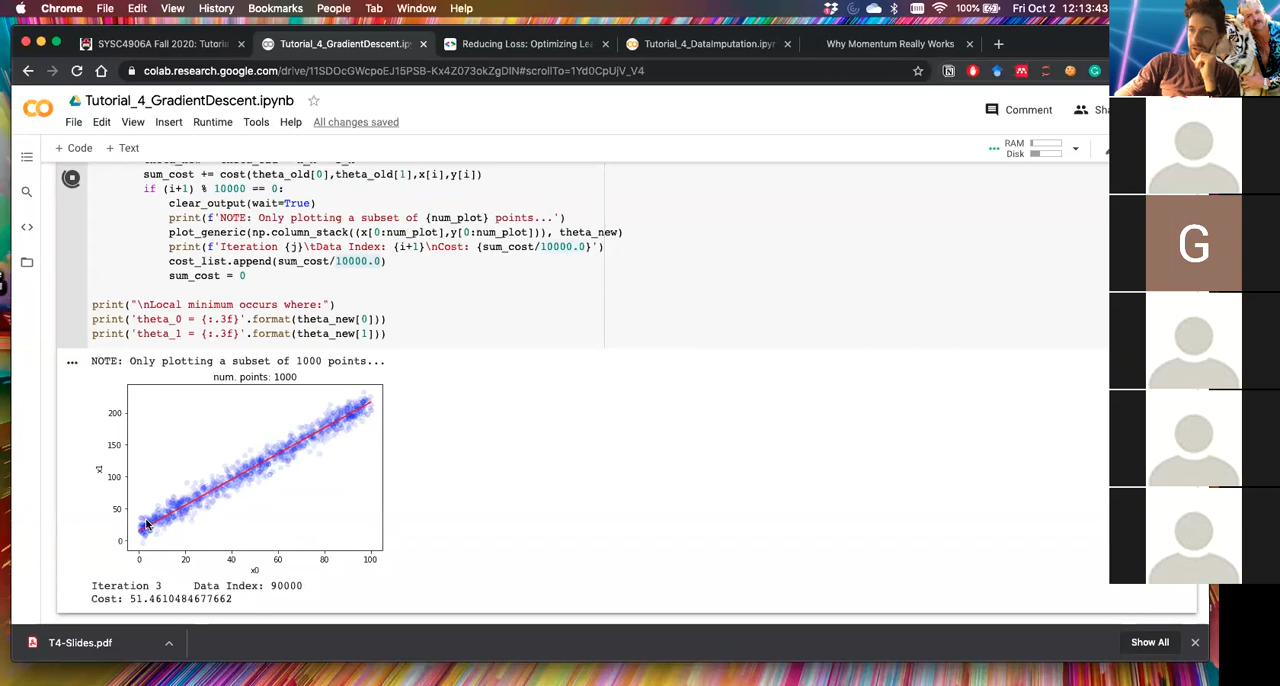 Chrome File Edit View History Bookmarks People Tab Window Help 100% Fri Oct 2 12:13:43
SYSC4906A Fall 2020: Tutori Tutorial_4_GradientDescent.ip Reducing Loss: Optimizing Le Tutorial_4_DataImputation.ipyn Why Momentum Really Works
colab.research.google.com/drive/11SDOcGWcpoEJ15PSB-Kx4Z073okZgDIN#scrollTo=1Yd0CpUjV_V4
CO Tutorial_4_GradientDescent.ipynb
Comment Sha
File Edit View Insert Runtime Tools Help All changes saved
+ Code + Text
RAM
Disk
sum_cost += cost(theta_old[0],theta_old[1],x[i],y[i])
if (i+1) % 10000 == 0:
clear_output(wait=True)
print(f'NOTE: Only plotting a subset of {num_plot} points...')
plot_generic(np.column_stack((x[0:num_plot],y[0:num_plot])), theta_new)
print(f'Iteration {j}\tData Index: {i+1}\nCost: {sum_cost/10000.0}')
cost_list.append(sum_cost/10000.0)
sum_cost = 0
print("\nLocal minimum occurs where:")
print('theta_0 = {:.3f}'.format(theta_new[0]))
print('theta_1 = {:.3f}'.format(theta_new[1]))
NOTE: Only plotting a subset of 1000 points...
num. points: 1000
200
150
100
50
0
x1
0 20 40 60 80 100
x0
Iteration 3 Data Index: 90000
Cost: 51.4610484677662
T4-Slides.pdf
Show All
G